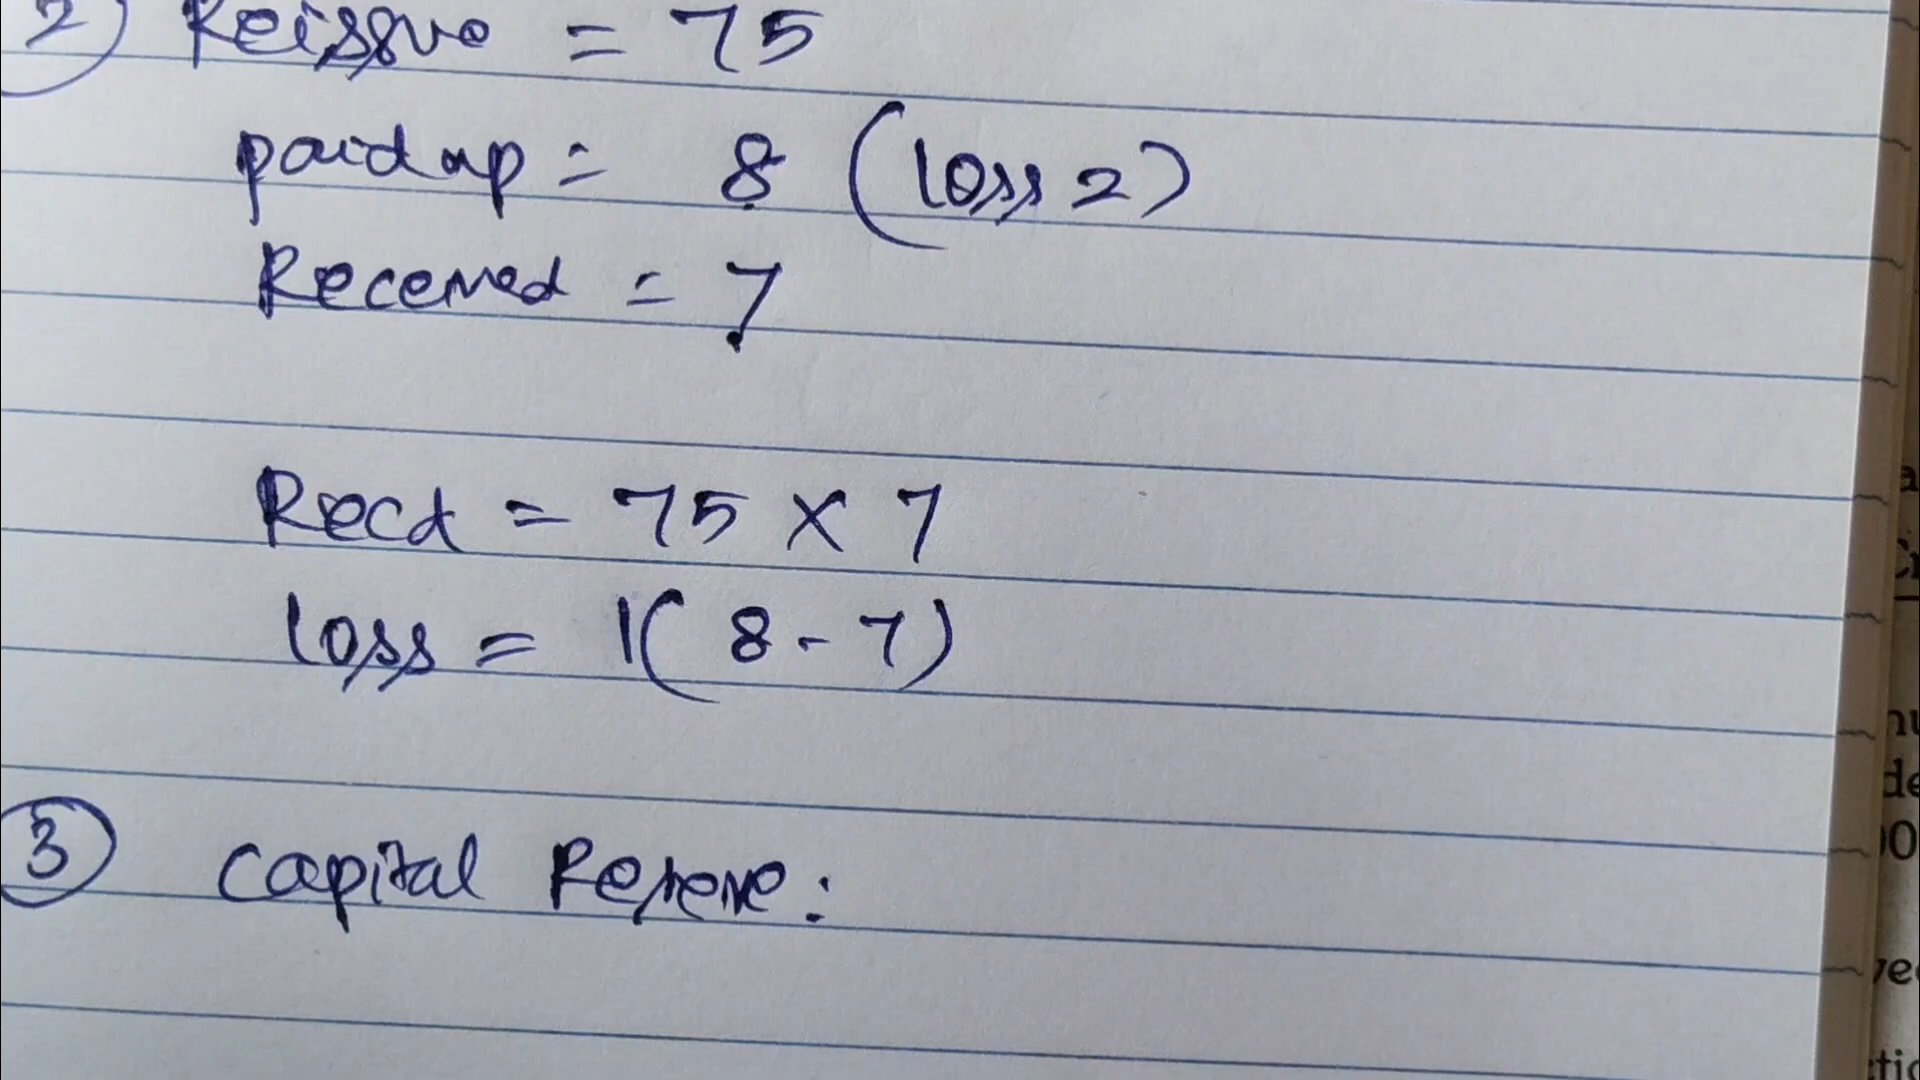 2) Reissue = 75
paid up = 8 (loss 2)
Received = 7
Recd = 75 x 7
loss = 1( 8 - 7)
3 Capital Reserve: